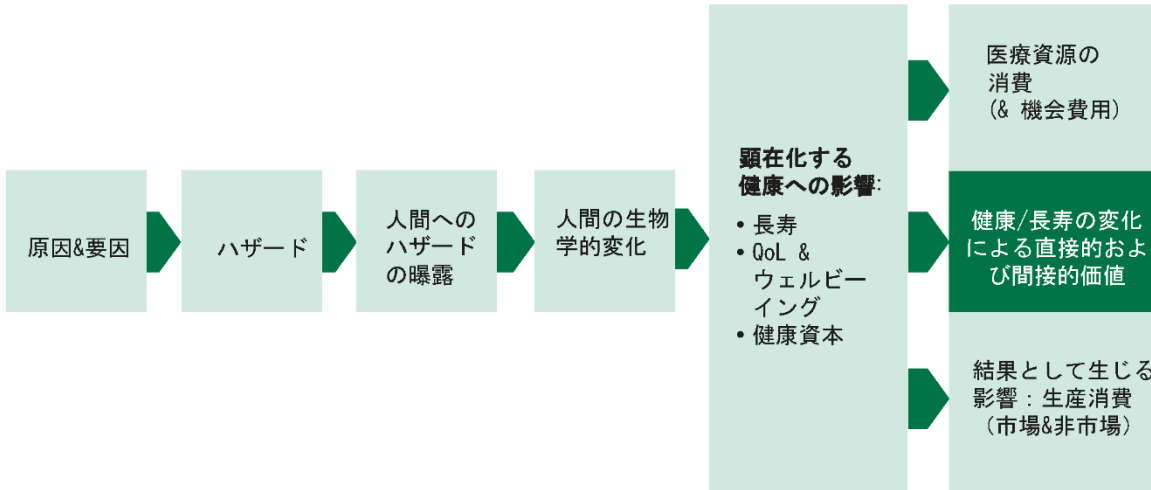 原因&要因
ハザード
人間への
ハザード
の曝露
人間の生物
学的変化
顕在化する
健康への影響:
• 長寿
• QoL &
ウェルビー
イング
• 健康資本
医療資源の
消費
(& 機会費用)
健康/長寿の変化
による直接的およ
び間接的価値
結果として生じる
影響：生産消費
（市場&非市場）